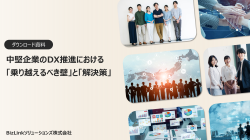 ダウンロード資料
中堅企業のDX推進における
「乗り越えるべき壁」と「解決策」
BizLinkソリューションズ株式会社